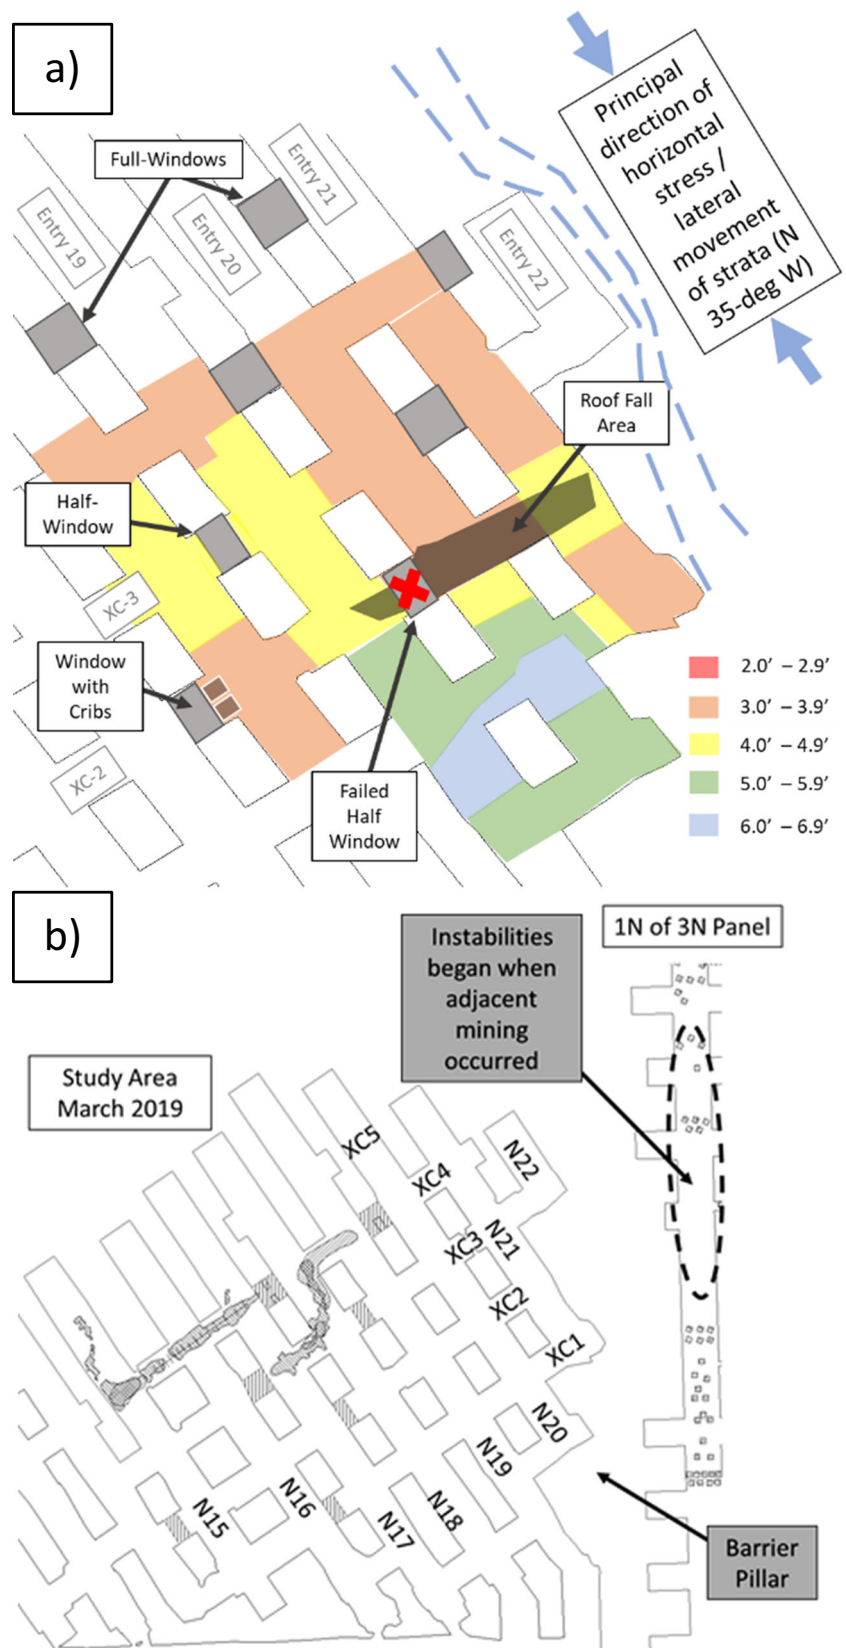 a)
Full-Windows
Entry 19
Entry 20
Entry 21
Entry 22
Principal
direction of
horizontal
stress /
lateral
movement
of strata (N
35-deg W)
Roof Fall
Area
Half-
Window
XC-3
Window
with
Cribs
XC-2
Failed
Half
Window
2.0’ – 2.9’
3.0’ – 3.9’
4.0’ – 4.9’
5.0’ – 5.9’
6.0’ – 6.9’
b)
Instabilities
began when
adjacent
mining
occurred
1N of 3N Panel
Study Area
March 2019
XC5
XC4
N22
XC3
N21
XC2
XC1
N20
N19
N18
N17
N16
N15
Barrier
Pillar